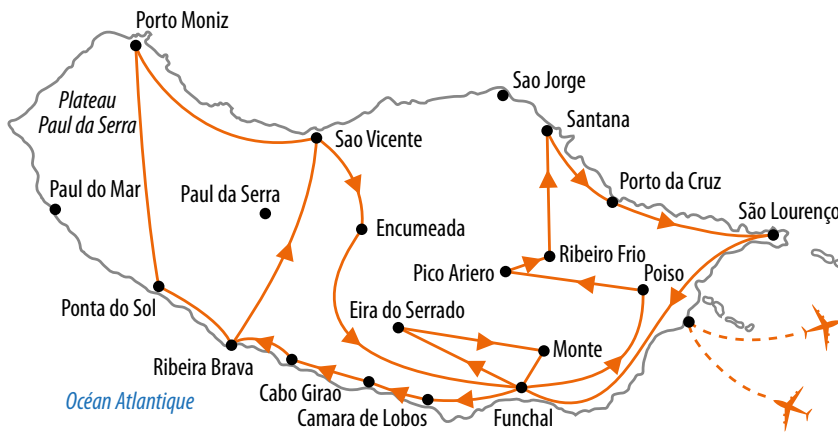 Porto Moniz
Sao Jorge
Plateau
Paul da Serra
Santana
Sao Vicente
Paul do Mar
Paul da Serra
Porto da Cruz
São Lourenço
Encumeada
Ribeiro Frio
Pico Ariero
Poiso
Ponta do Sol
Eira do Serrado
Monte
Ribeira Brava
Cabo Girao
Océan Atlantique
Camara de Lobos
Funchal